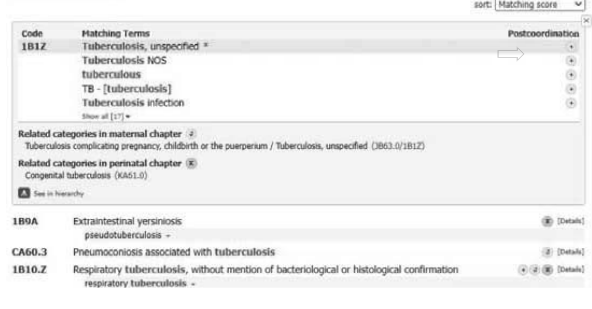 sort: Matching score
Code Matching Terms Postcoordination
1B1Z Tuberculosis, unspecified
Tuberculosis NOS
tuberculous
TB - [tuberculosis]
Tuberculosis infection
Show all [17]
Related categories in maternal chapter
Tuberculosis complicating pregnancy, childbirth or the puerperium / Tuberculosis, unspecified (JB63.0/1B1Z)
Related categories in perinatal chapter
Congenital tuberculosis (KA61.0)
See in hierarchy
1B9A Extraintestinal yersiniosis [Details]
pseudotuberculosis -
CA60.3 Pneumoconiosis associated with tuberculosis [Details]
1B10.Z Respiratory tuberculosis, without mention of bacteriological or histological confirmation [Details]
respiratory tuberculosis -